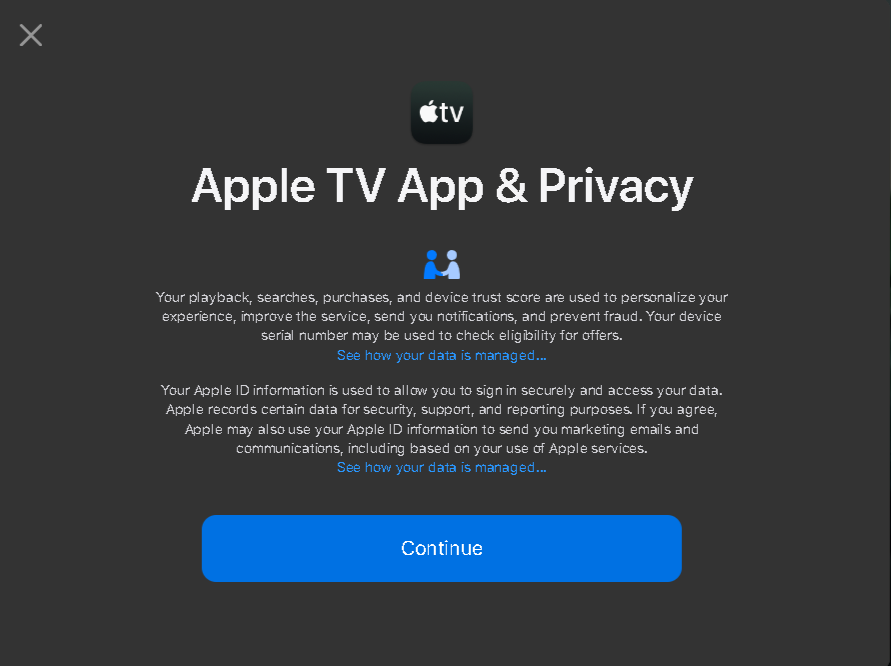 tv
Apple TV App & Privacy
Your playback, searches, purchases, and device trust score are used to personalize your
experience, improve the service, send you notifications, and prevent fraud. Your device
serial number may be used to check eligibility for offers.
See how your data is managed...
Your Apple ID information is used to allow you to sign in securely and access your data.
Apple records certain data for security, support, and reporting purposes. If you agree,
Apple may also use your Apple ID information to send you marketing emails and
communications, including based on your use of Apple services.
See how your data is managed...
Continue